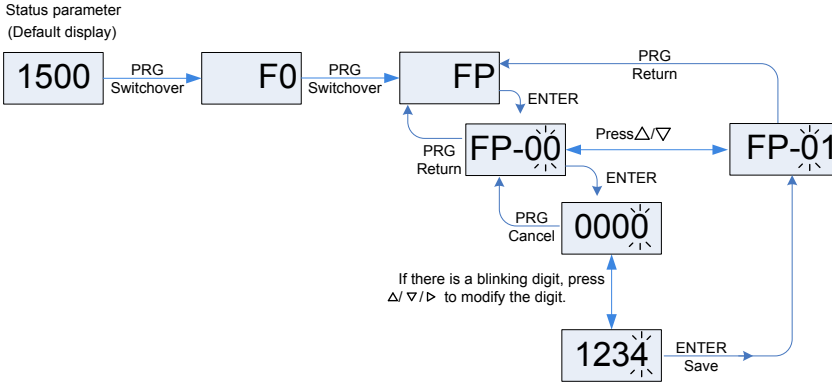 Status parameter
(Default display)
1500
PRG
Switchover
F0
PRG
Switchover
FP
PRG
Return
ENTER
PRG
Return
FP-00
Press△/▽
FP-01
ENTER
PRG
Cancel
0000
If there is a blinking digit, press
△/ ▽/▷ to modify the digit.
1234
ENTER
Save